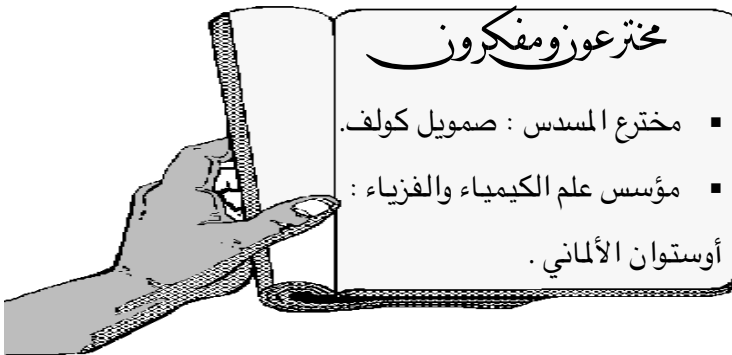 مخترعون ومفكرون
▪ مخترع المسدس : صمويل كولف.
▪ مؤسس علم الكيمياء والفزياء :
أوستوان الألماني .